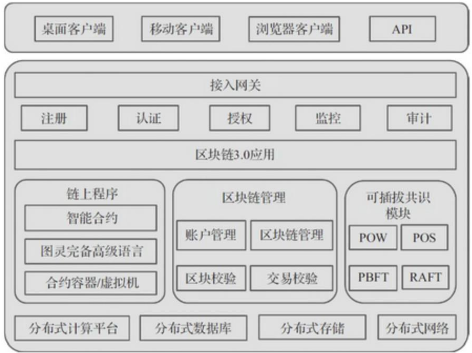 桌面客户端 移动客户端 浏览器客户端 API
接入网关
注册 认证 授权 监控 审计
区块链3.0应用
链上程序
智能合约
图灵完备高级语言
合约容器/虚拟机
区块链管理
账户管理 区块链管理
区块校验 交易校验
可插拔共识
模块
POW POS
PBFT RAFT
分布式计算平台 分布式数据库 分布式存储 分布式网络